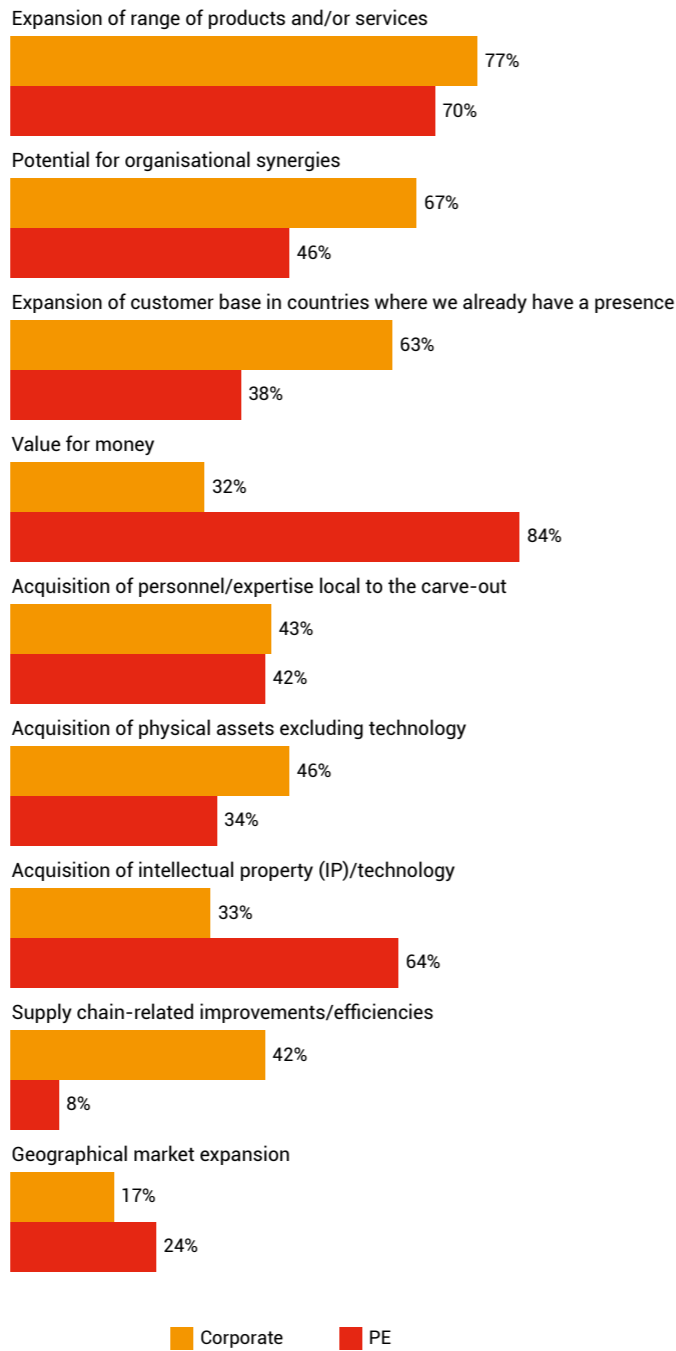 Expansion of range of products and/or services
77%
70%
Potential for organisational synergies
67%
46%
Expansion of customer base in countries where we already have a presence
63%
38%
Value for money
32%
84%
Acquisition of personnel/expertise local to the carve-out
43%
42%
Acquisition of physical assets excluding technology
46%
34%
Acquisition of intellectual property (IP)/technology
33%
64%
Supply chain-related improvements/efficiencies
42%
8%
Geographical market expansion
17%
24%
Corporate PE